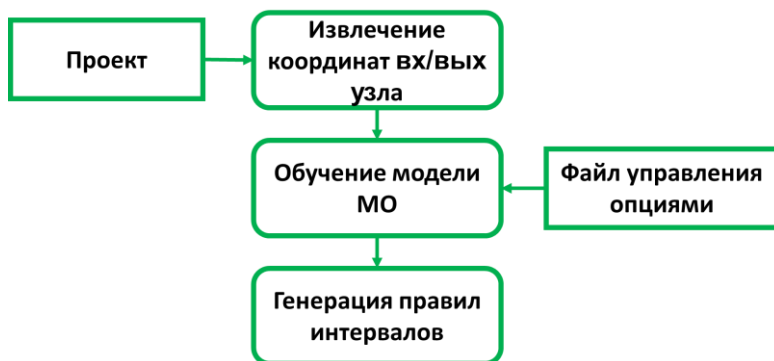 Проект
Извлечение
координат вх/вых
узла
Обучение модели
МО
Файл управления
опциями
Генерация правил
интервалов